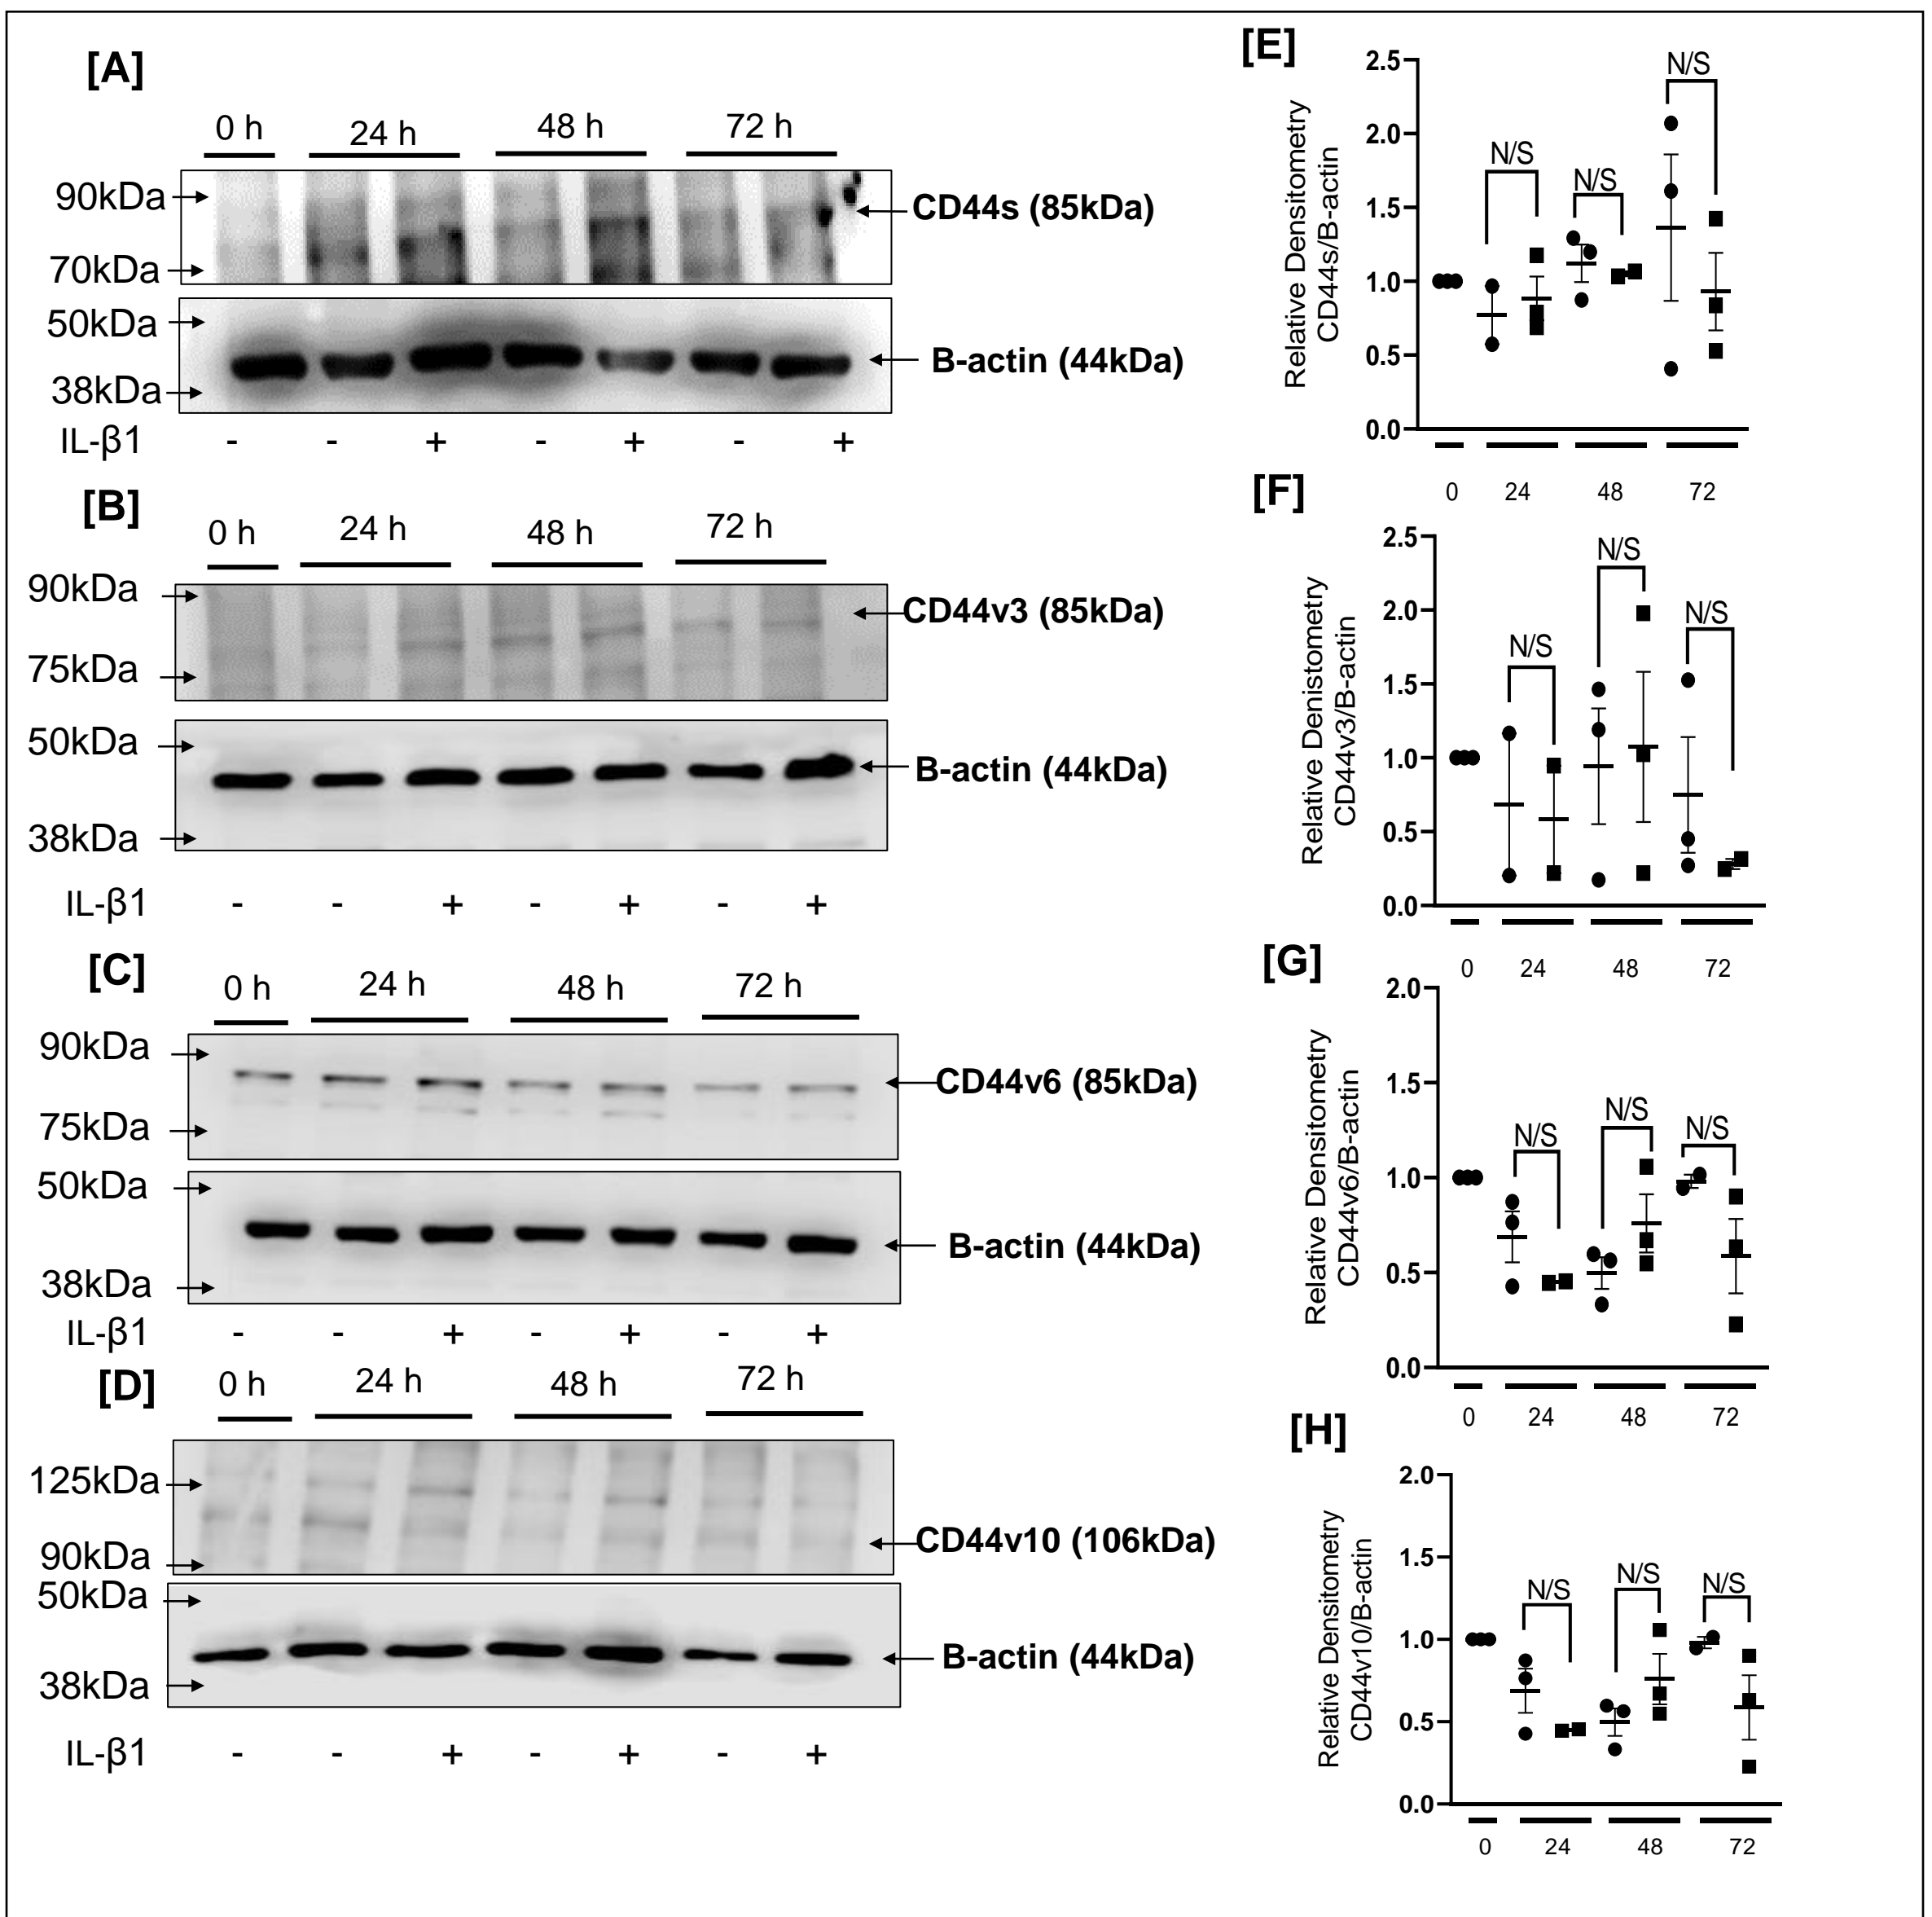 [A]
0 h 24 h 48 h 72 h
90kDa
CD44s (85kDa)
70kDa
50kDa
B-actin (44kDa)
38kDa
IL-β1 - - + - + - +
[B]
0 h 24 h 48 h 72 h
90kDa
CD44v3 (85kDa)
75kDa
50kDa
B-actin (44kDa)
38kDa
IL-β1 - - + - + - +
[C]
0 h 24 h 48 h 72 h
90kDa
CD44v6 (85kDa)
75kDa
50kDa
B-actin (44kDa)
38kDa
IL-β1 - - + - + - +
[D]
0 h 24 h 48 h 72 h
125kDa
CD44v10 (106kDa)
90kDa
50kDa
B-actin (44kDa)
38kDa
IL-β1 - - + - + - +
[E]
Relative Densitometry
CD44s/B-actin
2.5
2.0
1.5
1.0
0.5
0.0
N/S N/S N/S
0 24 48 72
[F]
Relative Denistometry
CD44v3/B-actin
2.5
2.0
1.5
1.0
0.5
0.0
N/S N/S N/S
0 24 48 72
[G]
Relative Densitometry
CD44v6/B-actin
2.0
1.5
1.0
0.5
0.0
N/S N/S N/S
0 24 48 72
[H]
Relative Densitometry
CD44v10/B-actin
2.0
1.5
1.0
0.5
0.0
N/S N/S N/S
0 24 48 72